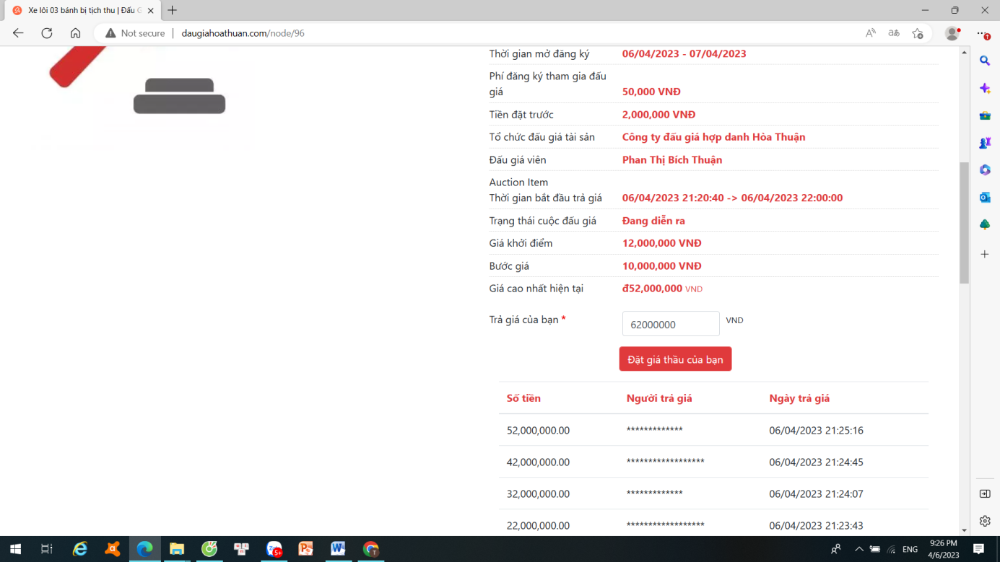 Xe lôi 03 bánh bị tịch thu | Đấu G
Not secure | daugiahoathuan.com/node/96
Thời gian mở đăng ký 06/04/2023 - 07/04/2023
Phí đăng ký tham gia đấu
giá 50,000 VNĐ
Tiền đặt trước 2,000,000 VNĐ
Tổ chức đấu giá tài sản Công ty đấu giá hợp danh Hòa Thuận
Đấu giá viên Phan Thị Bích Thuận
Auction Item
Thời gian bắt đầu trả giá 06/04/2023 21:20:40 -> 06/04/2023 22:00:00
Trạng thái cuộc đấu giá Đang diễn ra
Giá khởi điểm 12,000,000 VNĐ
Bước giá 10,000,000 VNĐ
Giá cao nhất hiện tại đ52,000,000 VND
Trả giá của bạn * 62000000 VND
Đặt giá thầu của bạn
Số tiền Người trả giá Ngày trả giá
52,000,000.00 ************* 06/04/2023 21:25:16
42,000,000.00 ****************** 06/04/2023 21:24:45
32,000,000.00 ************* 06/04/2023 21:24:07
22,000,000.00 ****************** 06/04/2023 21:23:43
ENG
9:26 PM
4/6/2023